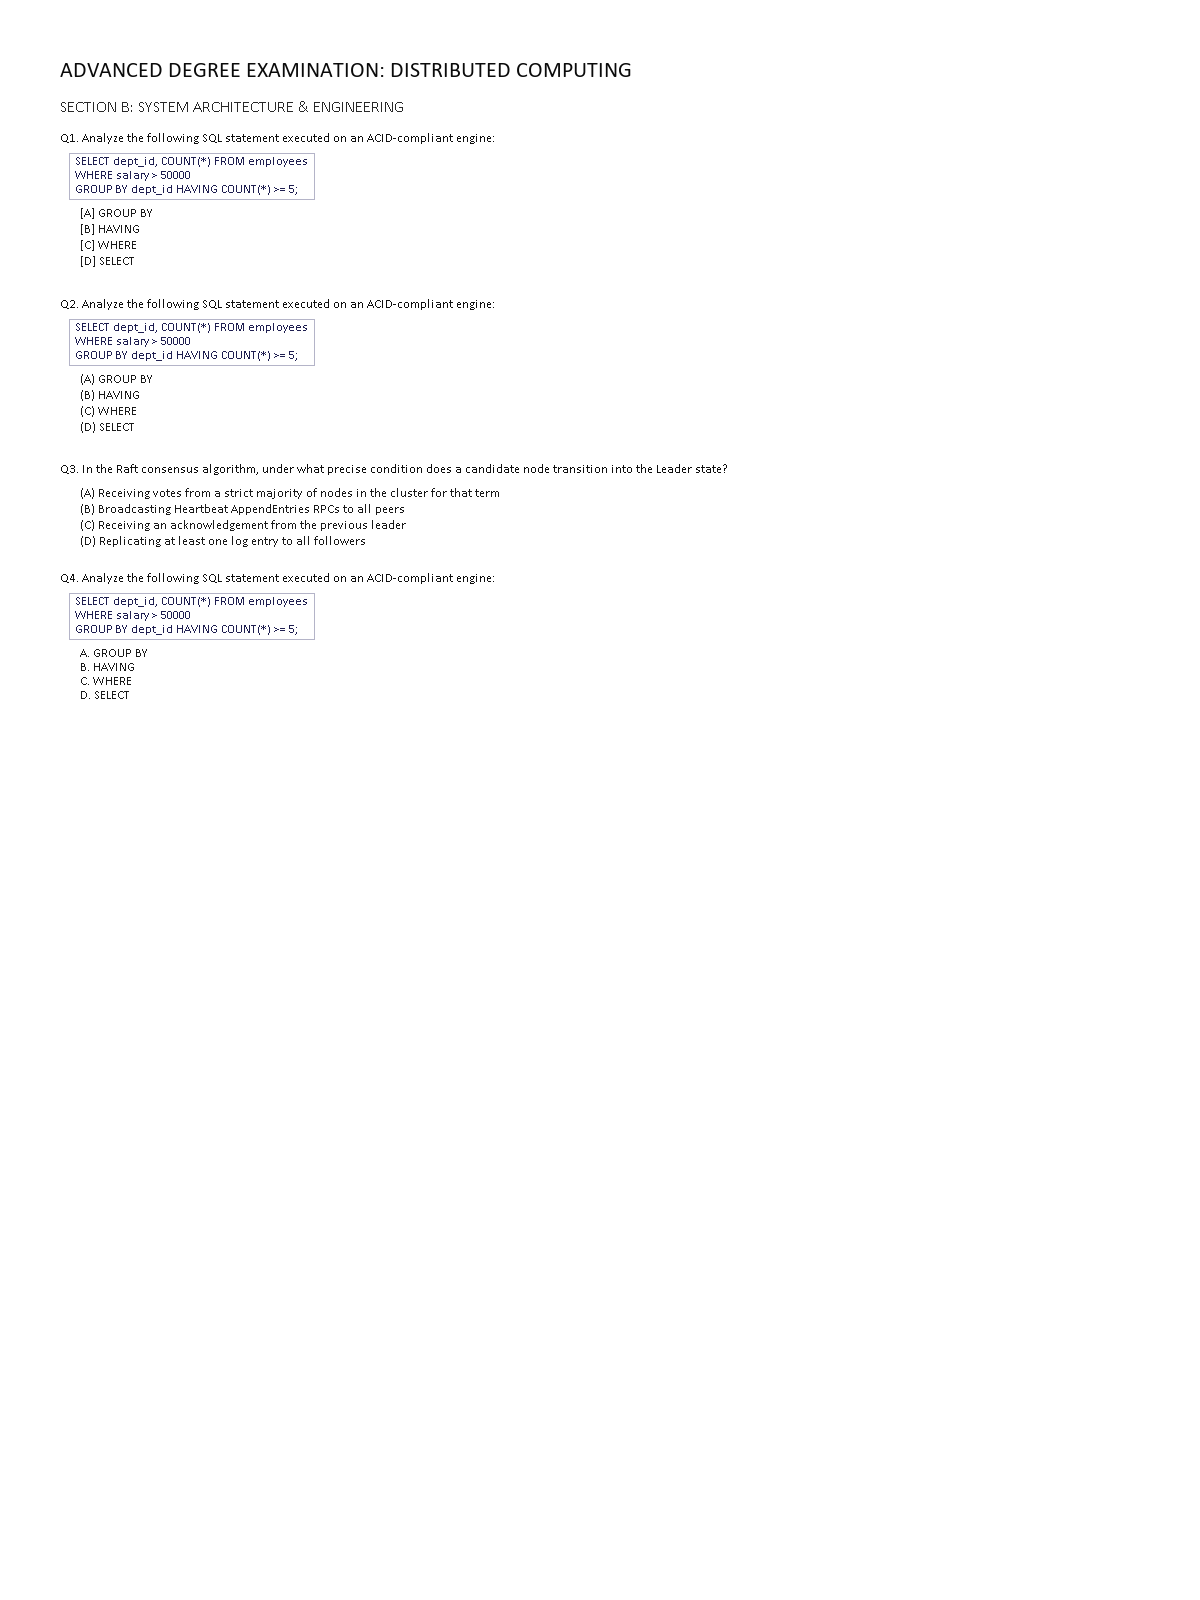 ADVANCED DEGREE EXAMINATION: DISTRIBUTED COMPUTING
SECTION B: SYSTEM ARCHITECTURE & ENGINEERING
Q1. Analyze the following SQL statement executed on an ACID-compliant engine:
SELECT dept_id, COUNT(*) FROM employees
WHERE salary > 50000
GROUP BY dept_id HAVING COUNT(*) >= 5;
[A] GROUP BY
[B] HAVING
[C] WHERE
[D] SELECT
Q2. Analyze the following SQL statement executed on an ACID-compliant engine:
SELECT dept_id, COUNT(*) FROM employees
WHERE salary > 50000
GROUP BY dept_id HAVING COUNT(*) >= 5;
(A) GROUP BY
(B) HAVING
(C) WHERE
(D) SELECT
Q3. In the Raft consensus algorithm, under what precise condition does a candidate node transition into the Leader state?
(A) Receiving votes from a strict majority of nodes in the cluster for that term
(B) Broadcasting Heartbeat AppendEntries RPCs to all peers
(C) Receiving an acknowledgement from the previous leader
(D) Replicating at least one log entry to all followers
Q4. Analyze the following SQL statement executed on an ACID-compliant engine:
SELECT dept_id, COUNT(*) FROM employees
WHERE salary > 50000
GROUP BY dept_id HAVING COUNT(*) >= 5;
A. GROUP BY
B. HAVING
C. WHERE
D. SELECT